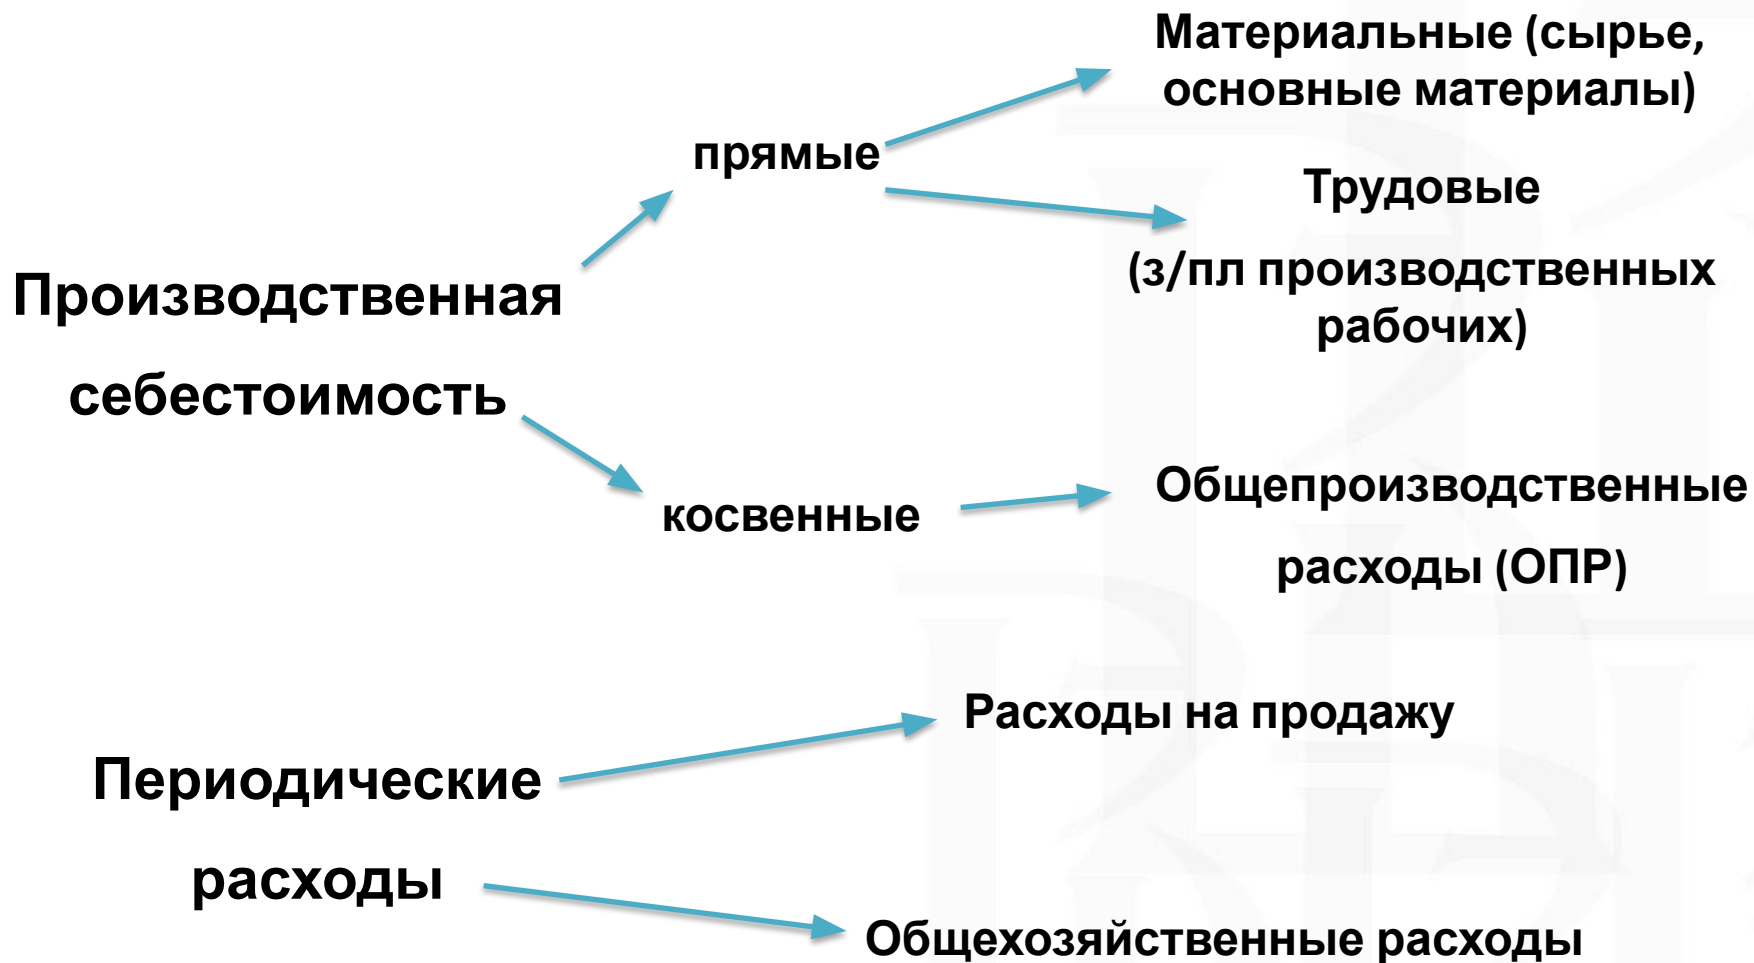 Материальные (сырье,
основные материалы)
прямые
Трудовые
(з/пл производственных
рабочих)
Производственная
себестоимость
косвенные
Общепроизводственные
расходы (ОПР)
Расходы на продажу
Периодические
расходы
Общехозяйственные расходы